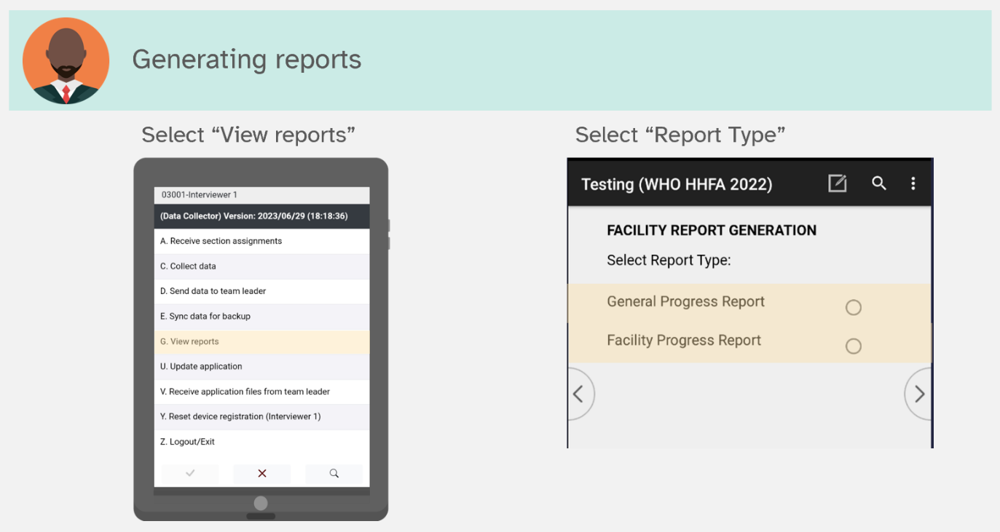 Generating reports
Select “View reports”
03001-Interviewer 1
(Data Collector) Version: 2023/06/29 (18:18:36)
A. Receive section assignments
C. Collect data
D. Send data to team leader
E. Sync data for backup
G. View reports
U. Update application
V. Receive application files from team leader
Y. Reset device registration (Interviewer 1)
Z. Logout/Exit
Select “Report Type”
Testing (WHO HHFA 2022)
FACILITY REPORT GENERATION
Select Report Type:
General Progress Report
Facility Progress Report